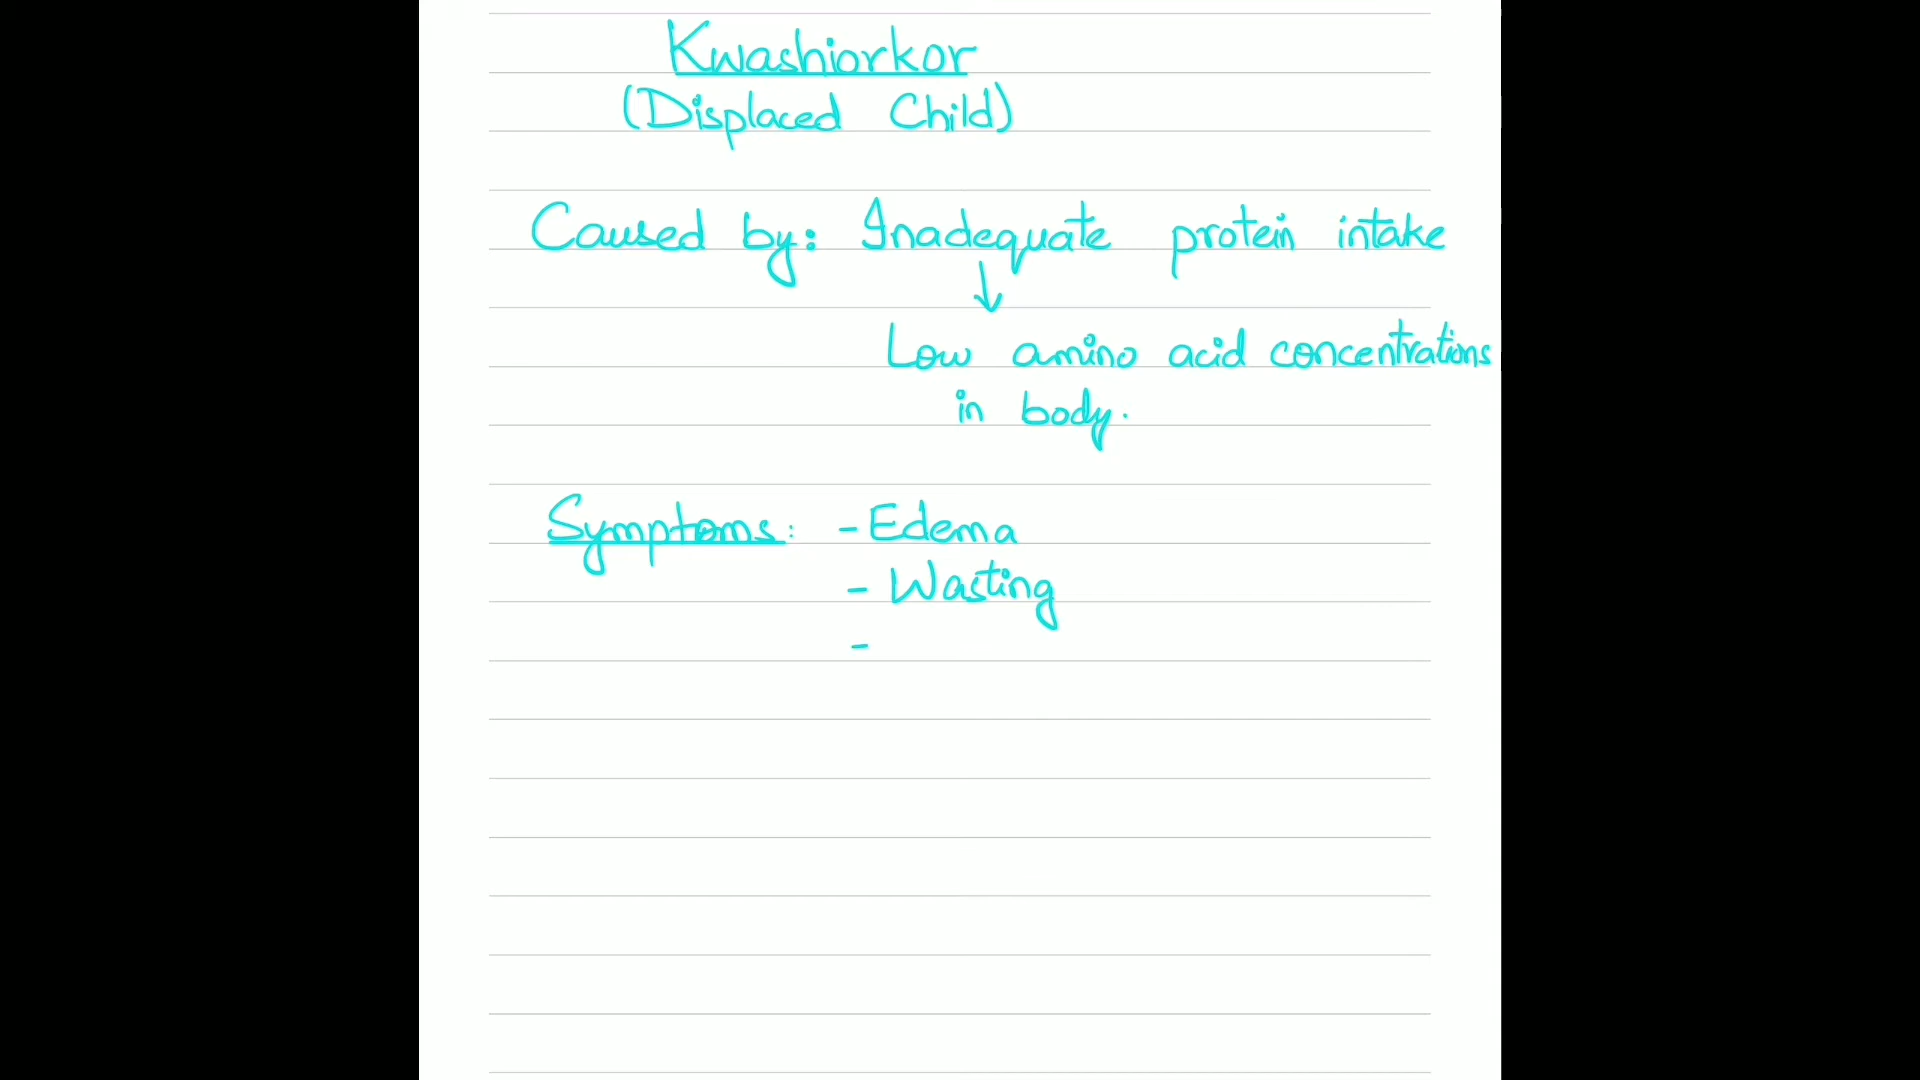 Kwashiorkor
(Displaced Child)
Caused by: Inadequate protein intake
↓
Low amino acid concentrations
in body.
Symptoms: - Edema
- Wasting
-